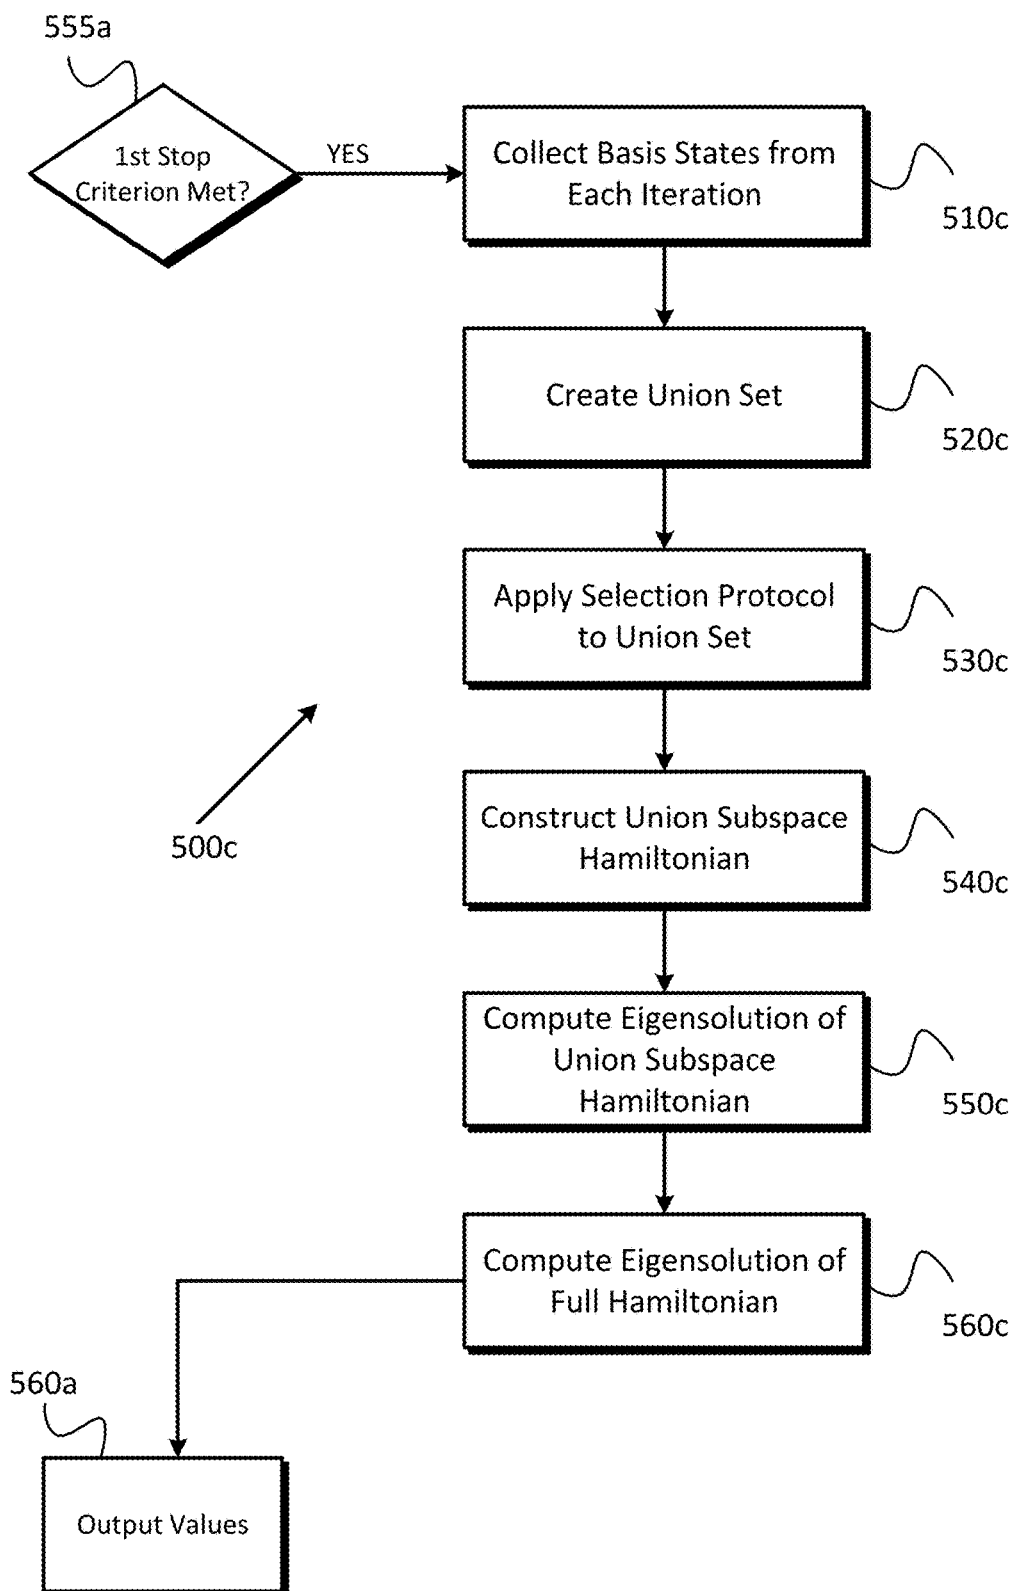 555a
1st Stop
Criterion Met?
YES
Collect Basis States from
Each Iteration
510c
Create Union Set
520c
Apply Selection Protocol
to Union Set
530c
500c
Construct Union Subspace
Hamiltonian
540c
Compute Eigensolution of
Union Subspace
Hamiltonian
550c
Compute Eigensolution of
Full Hamiltonian
560c
560a
Output Values